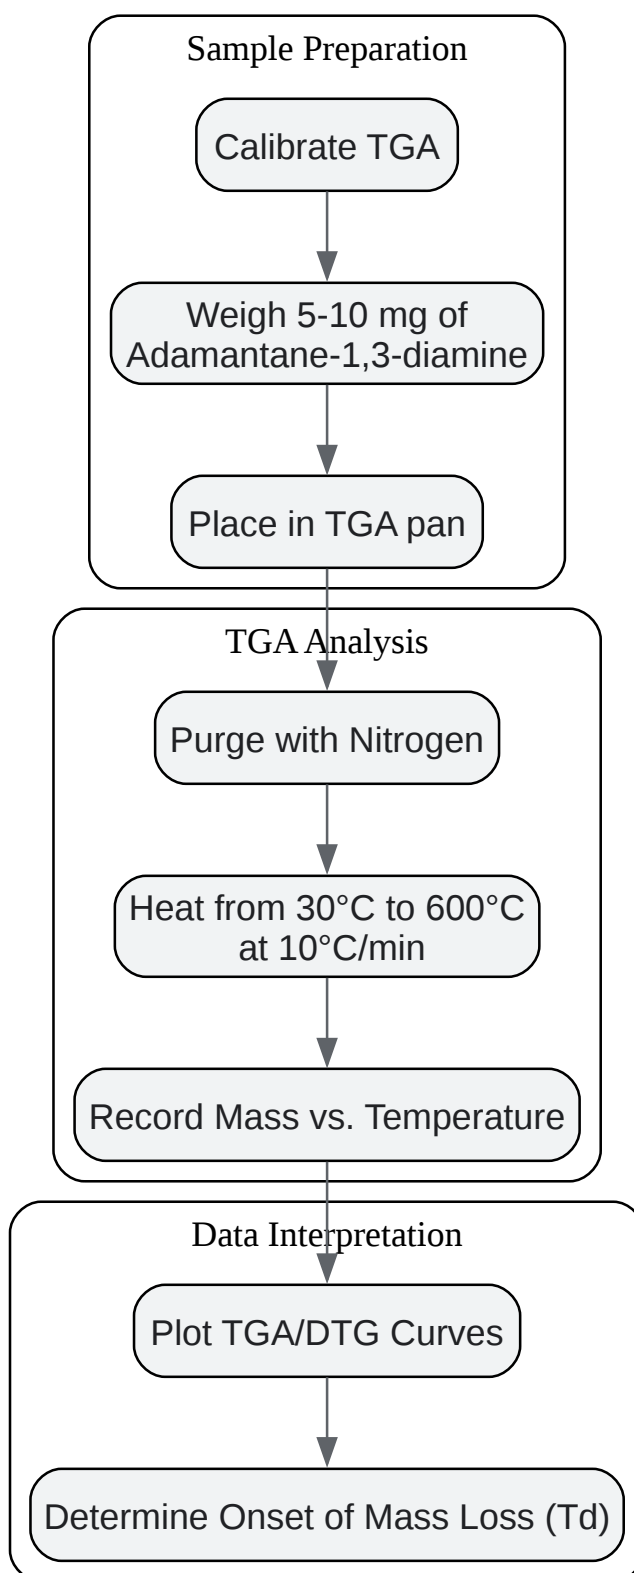 Sample Preparation
Calibrate TGA
Weigh 5-10 mg of
Adamantane-1,3-diamine
Place in TGA pan
TGA Analysis
Purge with Nitrogen
Heat from 30°C to 600°C
at 10°C/min
Record Mass vs. Temperature
Data Interpretation
Plot TGA/DTG Curves
Determine Onset of Mass Loss (Td)